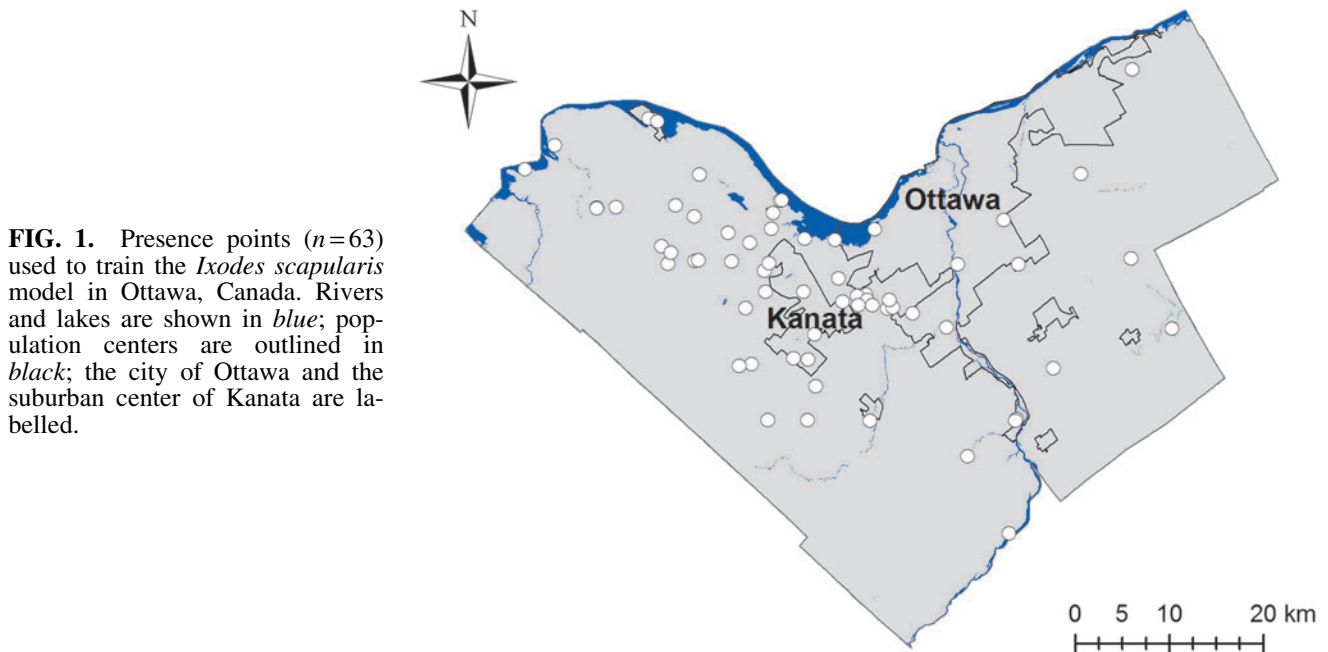 FIG. 1. Presence points (n=63)
used to train the Ixodes scapularis
model in Ottawa, Canada. Rivers
and lakes are shown in blue; pop-
ulation centers are outlined in
black; the city of Ottawa and the
suburban center of Kanata are la-
belled.
N
Ottawa
Kanata
0 5 10 20 km